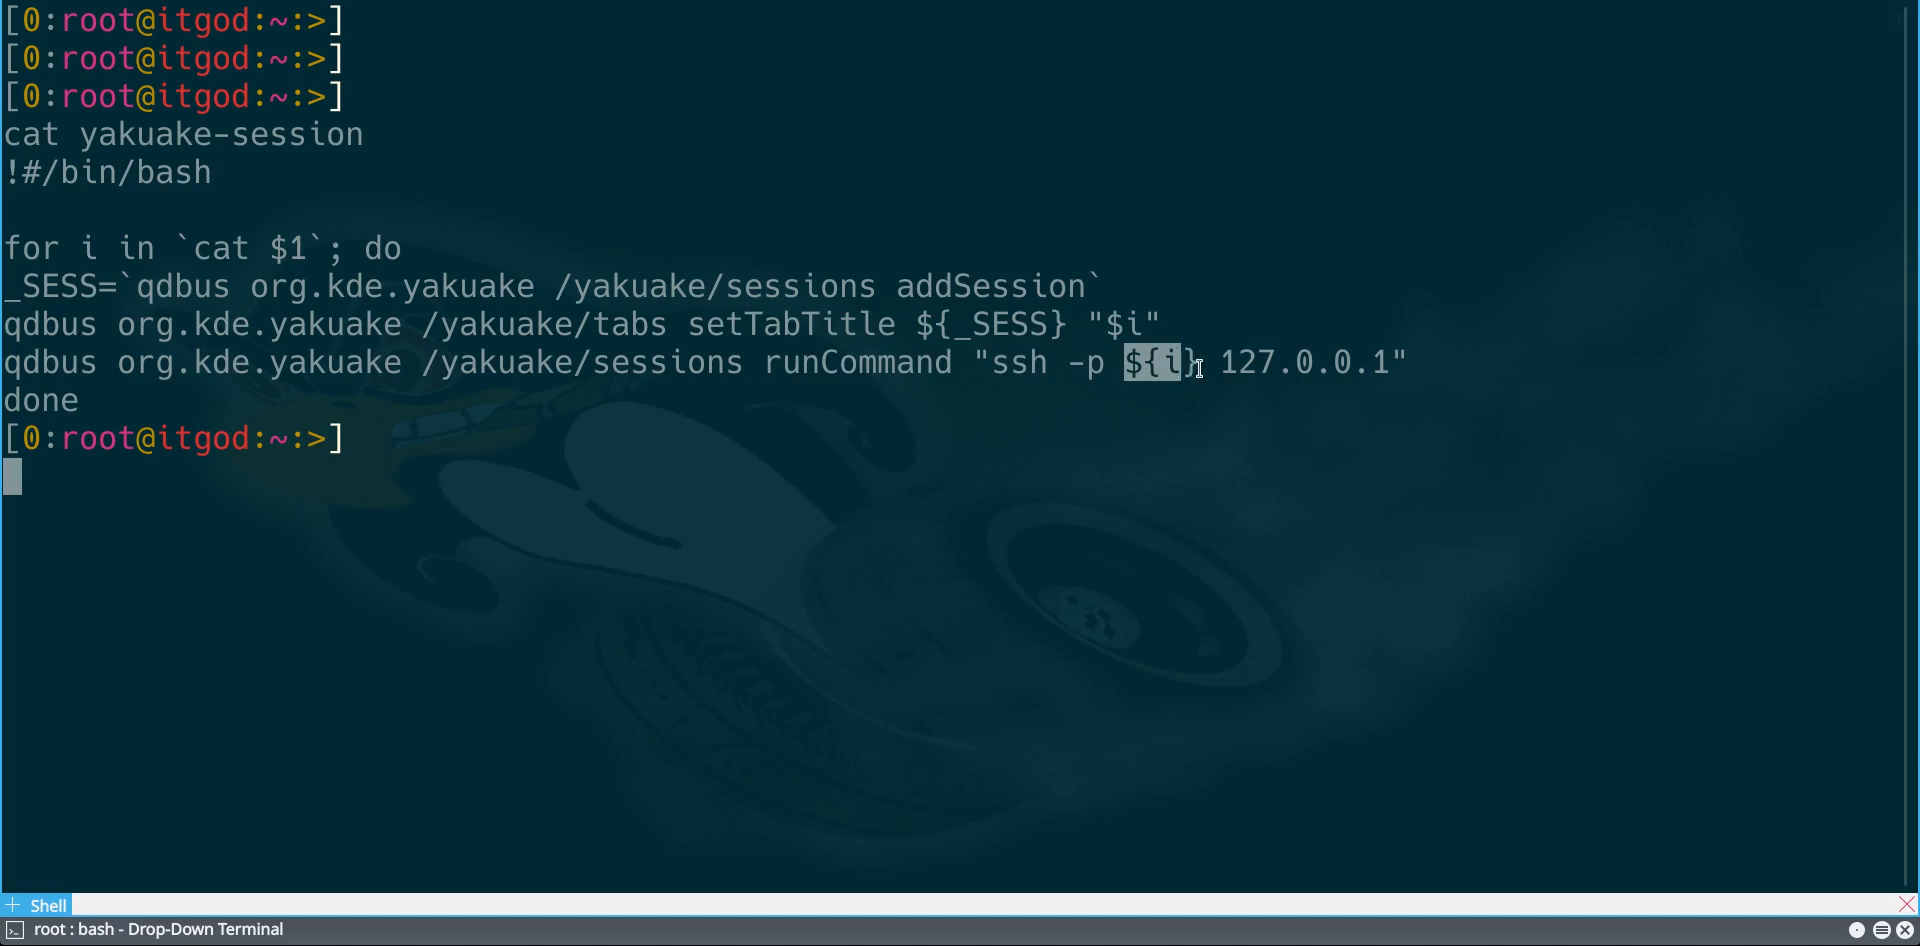 [0:root@itgod:~:>]
[0:root@itgod:~:>]
[0:root@itgod:~:>]
cat yakuake-session
!#/bin/bash
for i in `cat $1`; do
_SESS=`qdbus org.kde.yakuake /yakuake/sessions addSession`
qdbus org.kde.yakuake /yakuake/tabs setTabTitle ${_SESS} "$i"
qdbus org.kde.yakuake /yakuake/sessions runCommand "ssh -p ${i} 127.0.0.1"
done
[0:root@itgod:~:>]
Shell
root : bash - Drop-Down Terminal